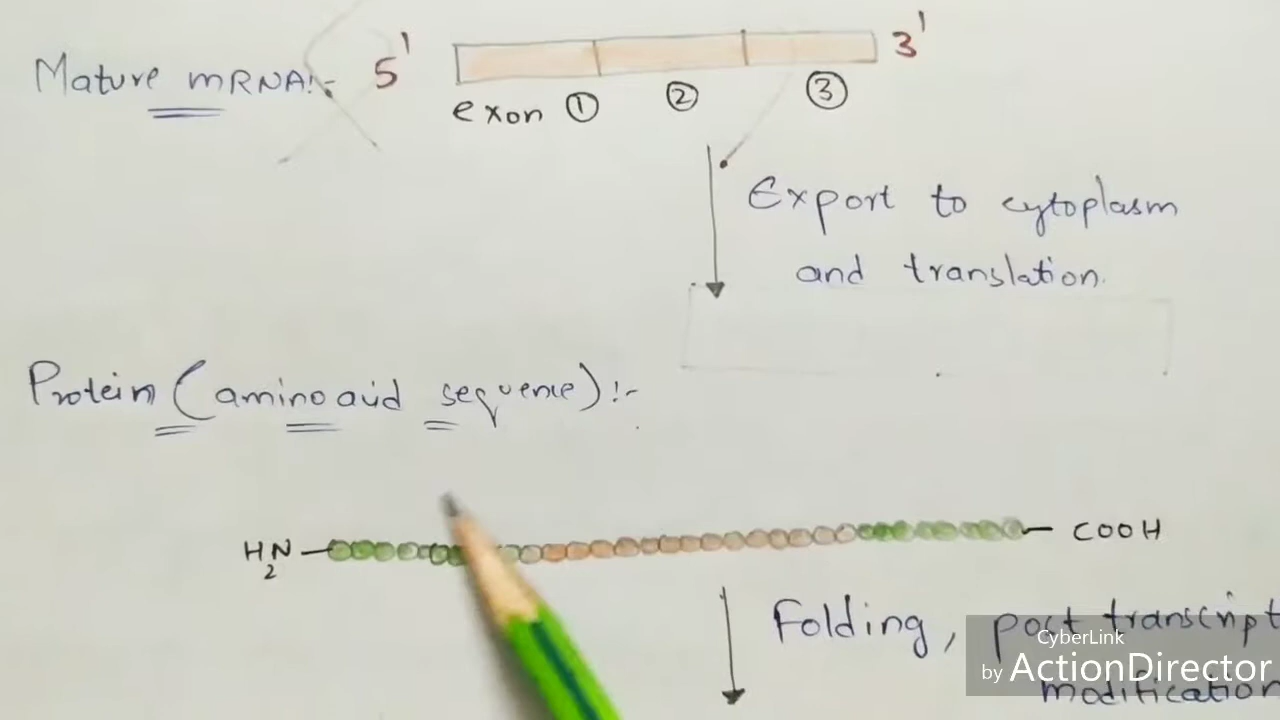 Mature mRNA:- 5' 3'
exon ① ② ③
Export to cytoplasm
and translation.
Protein (amino acid sequence):-
H2N COOH
Folding, post transcript
modification
CyberLink
by ActionDirector